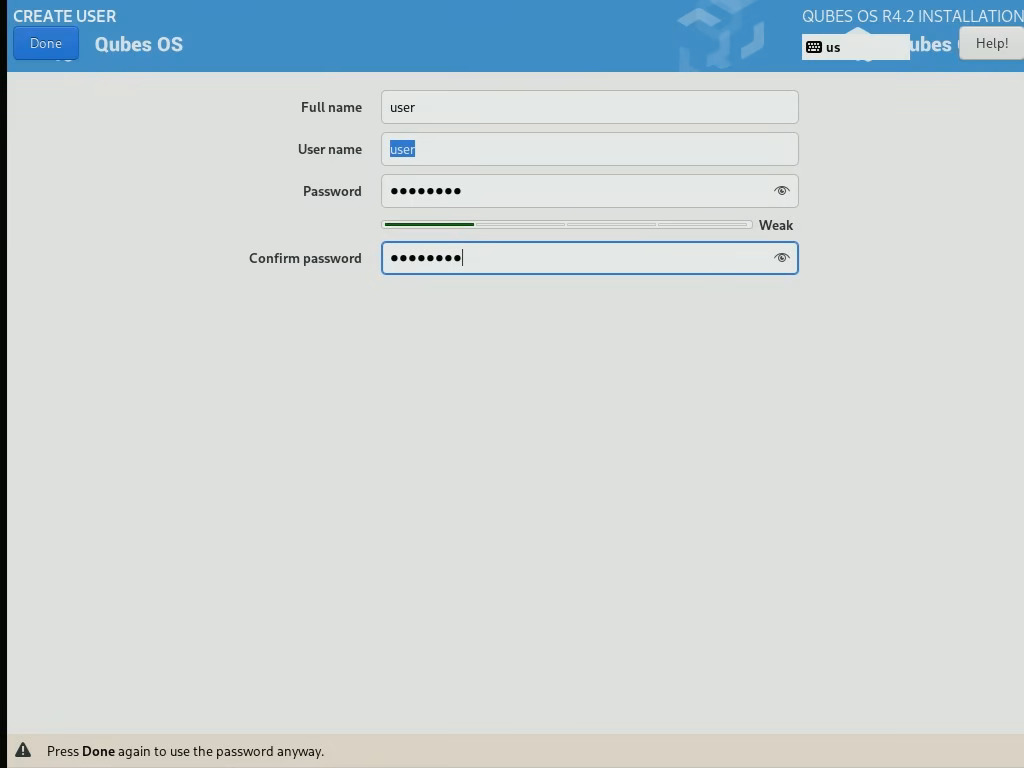 CREATE USER
QUBES OS R4.2 INSTALLATION
Done
Qubes OS
us
ubes
Help!
Full name
user
User name
user
Password
Weak
Confirm password
Press Done again to use the password anyway.